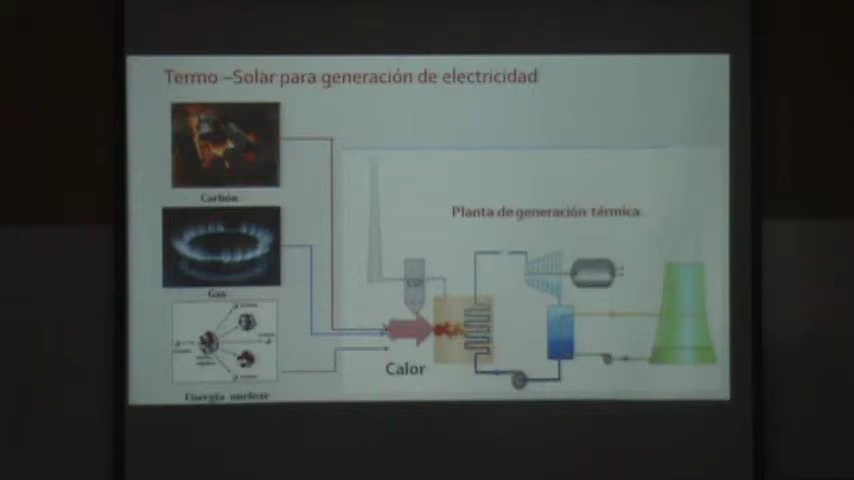 Termo –Solar para generación de electricidad
Carbón
Planta de generación térmica
Gas
Calor
Energía nuclear